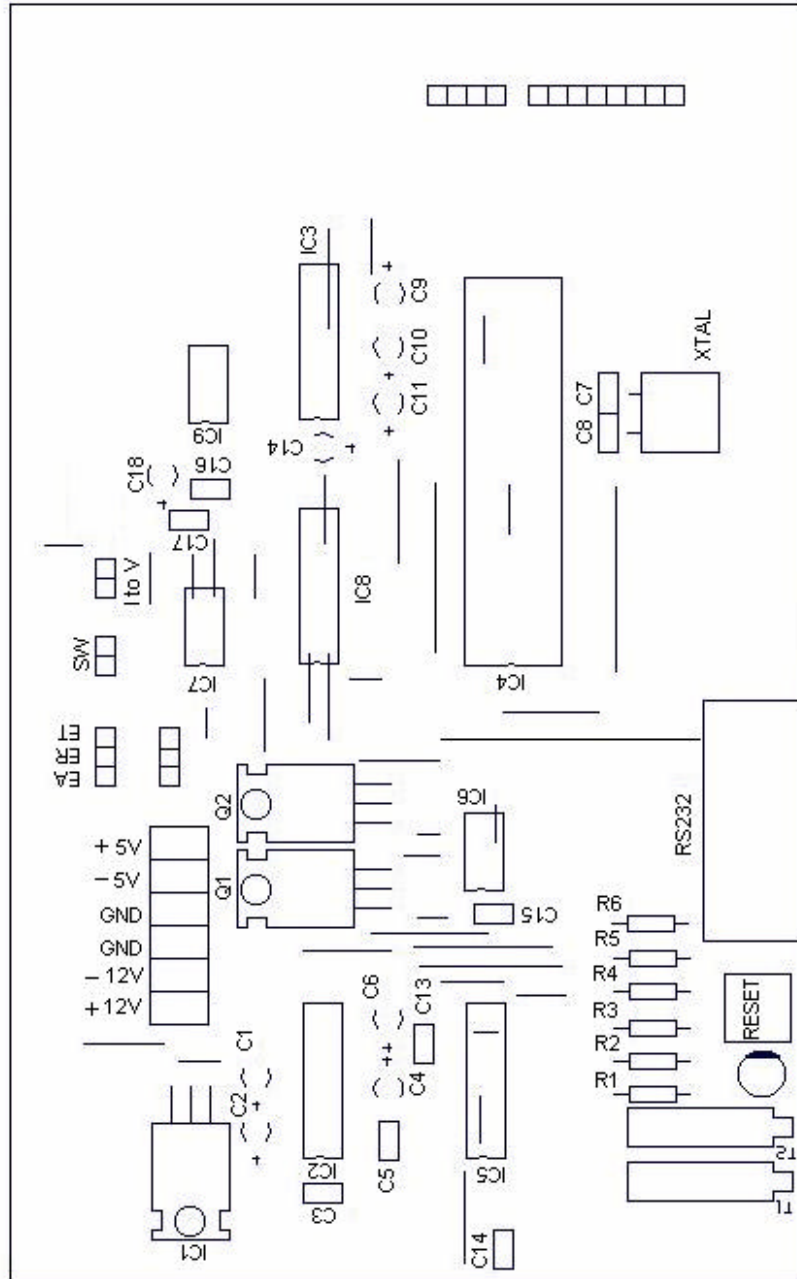 IC3
C9
C10
C11
C14
IC9
C16
C18
C17
XTAL
C7
C8
I to V
SW
IC7
IC8
IC4
ET
ER
EA
Q2
Q1
IC6
C15
RS232
+ 5V
− 5V
GND
GND
− 12V
+ 12V
R6
R5
R4
R3
R2
R1
RESET
C1
C2
C6
C13
C4
C5
IC2
C3
IC5
C14
IC1
T2
T1
+
+
+
+
+
+
+
+
+